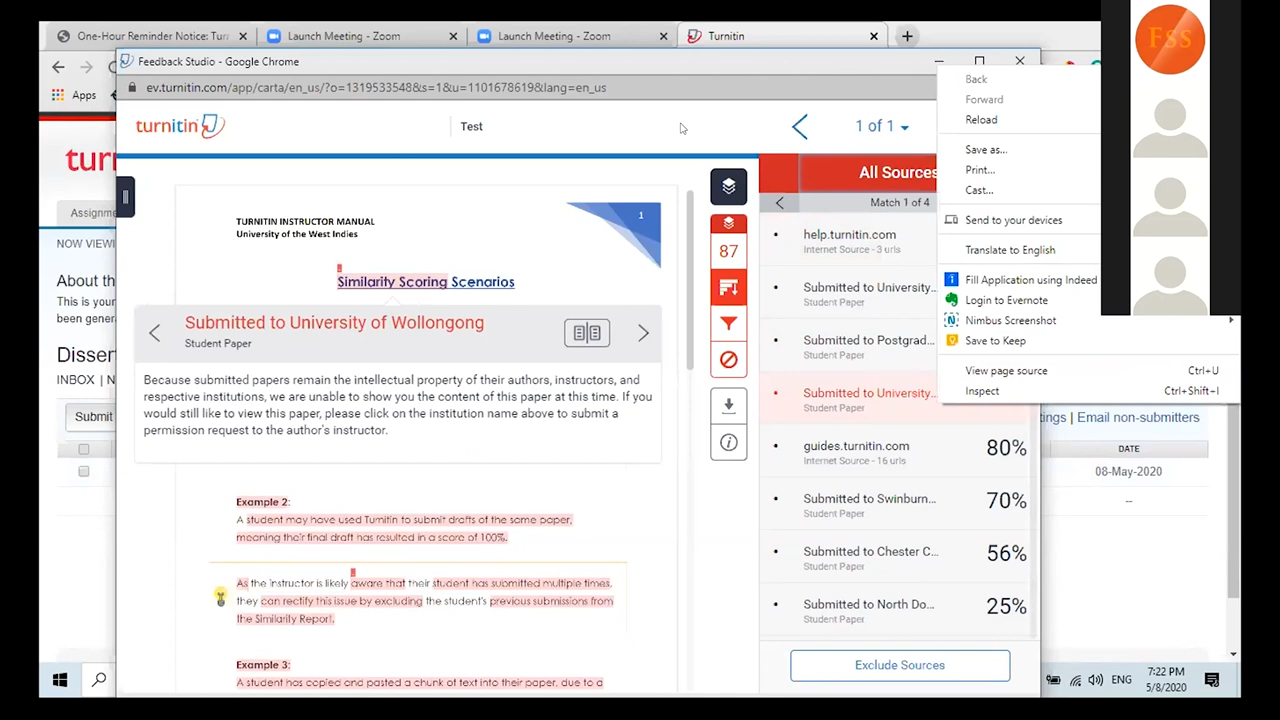 One-Hour Reminder Notice: Turn
Launch Meeting - Zoom
Launch Meeting - Zoom
Turnitin
Feedback Studio - Google Chrome
ev.turnitin.com/app/carta/en_us/?o=1319533548&s=1&u=1101678619&lang=en_us
Apps
turnitin
Test
1 of 1
FSS
Back
Forward
Reload
Save as...
Print...
Cast...
Send to your devices
Translate to English
Fill Application using Indeed
Login to Evernote
Nimbus Screenshot
Save to Keep
View page source Ctrl+U
Inspect Ctrl+Shift+I
tu
Assignme
NOW VIEWI
About th
This is your
been genera
Dissert
INBOX | N
Submit
TURNITIN INSTRUCTOR MANUAL
University of the West Indies
1
Similarity Scoring Scenarios
Submitted to University of Wollongong
Student Paper
Because submitted papers remain the intellectual property of their authors, instructors, and
respective institutions, we are unable to show you the content of this paper at this time. If you
would still like to view this paper, please click on the institution name above to submit a
permission request to the author's instructor.
Example 2:
A student may have used Turnitin to submit drafts of the same paper,
meaning their final draft has resulted in a score of 100%.
As the instructor is likely aware that their student has submitted multiple times,
they can rectify this issue by excluding the student's previous submissions from
the Similarity Report.
Example 3:
A student has copied and pasted a chunk of text into their paper, due to a
87
All Sources
Match 1 of 4
help.turnitin.com
Internet Source - 3 urls
Submitted to University...
Student Paper
Submitted to Postgrad...
Student Paper
Submitted to University...
Student Paper
guides.turnitin.com 80%
Internet Source - 16 urls
Submitted to Swinburn... 70%
Student Paper
Submitted to Chester C... 56%
Student Paper
Submitted to North Do... 25%
Student Paper
Exclude Sources
tings | Email non-submitters
DATE
08-May-2020
--
ENG
7:22 PM
5/8/2020